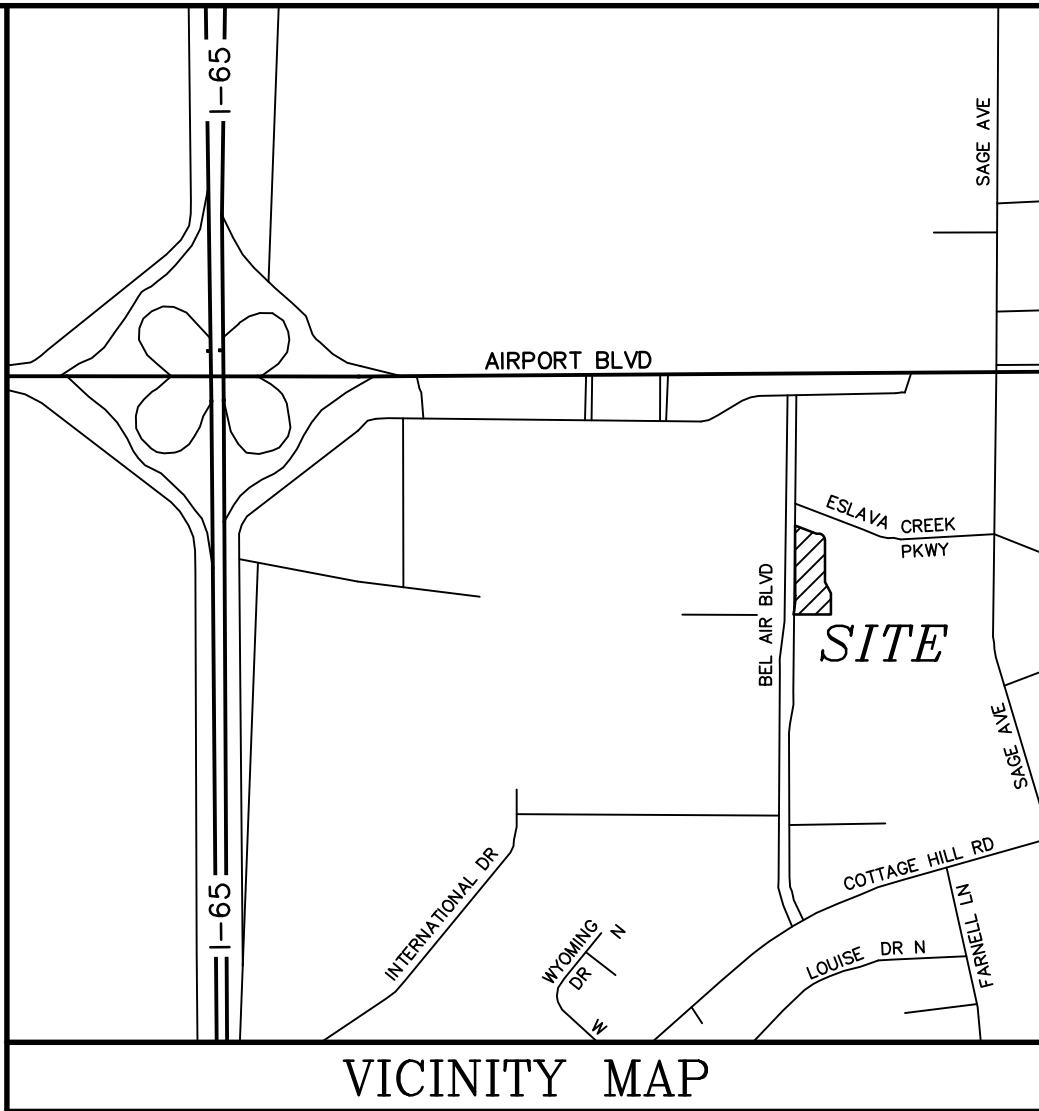 I-65
SAGE AVE
AIRPORT BLVD
ESLAVA CREEK
PKWY
BEL AIR BLVD
SITE
SAGE AVE
COTTAGE HILL RD
INTERNATIONAL DR
I-65
FARNELL LN
WYOMING
N
DR
W
LOUISE DR N
VICINITY MAP